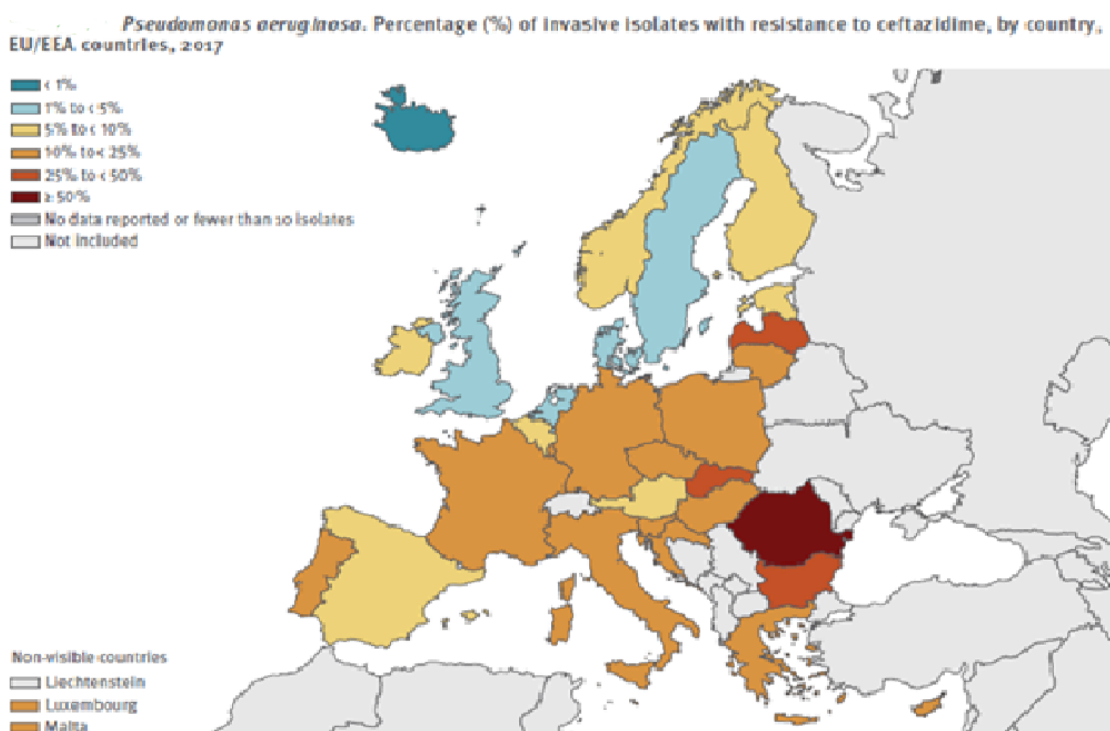 Pseudomonas aeruginosa. Percentage (%) of invasive isolates with resistance to ceftazidime, by country,
EU/EEA countries, 2017
< 1%
1% to < 5%
5% to < 10%
10% to < 25%
25% to < 50%
≥ 50%
No data reported or fewer than 10 isolates
Not included
Non-visible countries
Liechtenstein
Luxembourg
Malta